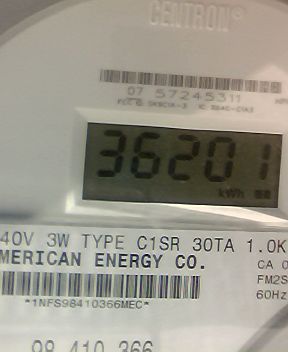 CENTRON®
07 57245311
36201
kWh
40V 3W TYPE C1SR 30TA 1.0K
MERICAN ENERGY CO.
CA 0
FM2S
*1NFS98410366MEC*
60Hz
98 410 366